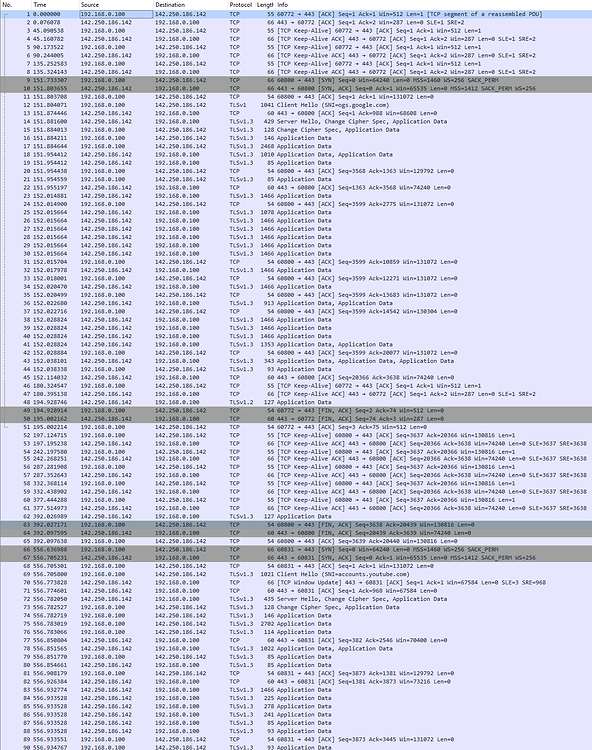 No. Time Source Destination Protocol Length Info
1 0.000000 192.168.0.100 142.250.186.142 TCP 55 60772 → 443 [ACK] Seq=1 Ack=1 Win=512 Len=1 [TCP segment of a reassembled PDU]
2 0.076078 142.250.186.142 192.168.0.100 TCP 66 443 → 60772 [ACK] Seq=1 Ack=2 Win=287 Len=0 SLE=1 SRE=2
3 45.090538 192.168.0.100 142.250.186.142 TCP 55 [TCP Keep-Alive] 60772 → 443 [ACK] Seq=1 Ack=1 Win=512 Len=1
4 45.160782 142.250.186.142 192.168.0.100 TCP 66 [TCP Keep-Alive ACK] 443 → 60772 [ACK] Seq=1 Ack=2 Win=287 Len=0 SLE=1 SRE=2
5 90.173522 192.168.0.100 142.250.186.142 TCP 55 [TCP Keep-Alive] 60772 → 443 [ACK] Seq=1 Ack=1 Win=512 Len=1
6 90.244005 142.250.186.142 192.168.0.100 TCP 66 [TCP Keep-Alive ACK] 443 → 60772 [ACK] Seq=1 Ack=2 Win=287 Len=0 SLE=1 SRE=2
7 135.252583 192.168.0.100 142.250.186.142 TCP 55 [TCP Keep-Alive] 60772 → 443 [ACK] Seq=1 Ack=1 Win=512 Len=1
8 135.324143 142.250.186.142 192.168.0.100 TCP 66 [TCP Keep-Alive ACK] 443 → 60772 [ACK] Seq=1 Ack=2 Win=287 Len=0 SLE=1 SRE=2
9 151.733307 192.168.0.100 142.250.186.142 TCP 66 60800 → 443 [SYN] Seq=0 Win=64240 Len=0 MSS=1460 WS=256 SACK_PERM
10 151.803655 142.250.186.142 192.168.0.100 TCP 66 443 → 60800 [SYN, ACK] Seq=0 Ack=1 Win=65535 Len=0 MSS=1412 SACK_PERM WS=256
11 151.803708 192.168.0.100 142.250.186.142 TCP 54 60800 → 443 [ACK] Seq=1 Ack=1 Win=131072 Len=0
12 151.804071 192.168.0.100 142.250.186.142 TLSv1 1041 Client Hello (SNI=ogs.google.com)
13 151.874446 142.250.186.142 192.168.0.100 TCP 60 443 → 60800 [ACK] Seq=1 Ack=988 Win=68608 Len=0
15 151.881600 142.250.186.142 192.168.0.100 TLSv1.3 429 Server Hello, Change Cipher Spec, Application Data
15 151.884013 192.168.0.100 142.250.186.142 TLSv1.3 128 Change Cipher Spec, Application Data
16 151.884211 192.168.0.100 142.250.186.142 TLSv1.3 146 Application Data
17 151.884644 192.168.0.100 142.250.186.142 TLSv1.3 2468 Application Data
18 151.954412 142.250.186.142 192.168.0.100 TLSv1.3 1010 Application Data, Application Data
19 151.954412 142.250.186.142 192.168.0.100 TLSv1.3 85 Application Data
20 151.954438 192.168.0.100 142.250.186.142 TCP 54 60800 → 443 [ACK] Seq=3568 Ack=1363 Win=129792 Len=0
21 151.954559 192.168.0.100 142.250.186.142 TLSv1.3 85 Application Data
22 151.955197 142.250.186.142 192.168.0.100 TCP 60 443 → 60800 [ACK] Seq=1363 Ack=3568 Win=74240 Len=0
23 152.014881 142.250.186.142 192.168.0.100 TLSv1.3 1466 Application Data
24 152.014900 192.168.0.100 142.250.186.142 TCP 54 60800 → 443 [ACK] Seq=3599 Ack=2775 Win=131072 Len=0
25 152.015664 142.250.186.142 192.168.0.100 TLSv1.3 1078 Application Data
26 152.015664 142.250.186.142 192.168.0.100 TLSv1.3 1466 Application Data
27 152.015664 142.250.186.142 192.168.0.100 TLSv1.3 1466 Application Data
28 152.015664 142.250.186.142 192.168.0.100 TLSv1.3 1466 Application Data
29 152.015664 142.250.186.142 192.168.0.100 TLSv1.3 1466 Application Data
30 152.015664 142.250.186.142 192.168.0.100 TLSv1.3 1466 Application Data
31 152.015704 192.168.0.100 142.250.186.142 TCP 54 60800 → 443 [ACK] Seq=3599 Ack=10859 Win=131072 Len=0
32 152.017978 142.250.186.142 192.168.0.100 TLSv1.3 1466 Application Data
33 152.018001 192.168.0.100 142.250.186.142 TCP 54 60800 → 443 [ACK] Seq=3599 Ack=12271 Win=131072 Len=0
34 152.020470 142.250.186.142 192.168.0.100 TLSv1.3 1466 Application Data
35 152.020499 192.168.0.100 142.250.186.142 TCP 54 60800 → 443 [ACK] Seq=3599 Ack=13683 Win=131072 Len=0
36 152.022680 142.250.186.142 192.168.0.100 TLSv1.3 913 Application Data, Application Data
37 152.022716 192.168.0.100 142.250.186.142 TCP 54 60800 → 443 [ACK] Seq=3599 Ack=14542 Win=130304 Len=0
38 152.028824 142.250.186.142 192.168.0.100 TLSv1.3 1466 Application Data
39 152.028824 142.250.186.142 192.168.0.100 TLSv1.3 1466 Application Data
40 152.028824 142.250.186.142 192.168.0.100 TLSv1.3 1466 Application Data
41 152.028824 142.250.186.142 192.168.0.100 TLSv1.3 1353 Application Data, Application Data
42 152.028884 192.168.0.100 142.250.186.142 TCP 54 60800 → 443 [ACK] Seq=3599 Ack=20077 Win=131072 Len=0
43 152.038101 142.250.186.142 192.168.0.100 TLSv1.3 343 Application Data, Application Data, Application Data
44 152.038338 192.168.0.100 142.250.186.142 TLSv1.3 93 Application Data
45 152.114032 142.250.186.142 192.168.0.100 TCP 60 443 → 60800 [ACK] Seq=20366 Ack=3638 Win=74240 Len=0
46 180.324547 192.168.0.100 142.250.186.142 TCP 55 [TCP Keep-Alive] 60772 → 443 [ACK] Seq=1 Ack=1 Win=512 Len=1
47 180.395138 142.250.186.142 192.168.0.100 TCP 66 [TCP Keep-Alive ACK] 443 → 60772 [ACK] Seq=1 Ack=2 Win=287 Len=0 SLE=1 SRE=2
48 194.928746 142.250.186.142 192.168.0.100 TLSv1.2 127 Application Data
49 194.928914 192.168.0.100 142.250.186.142 TCP 54 60772 → 443 [FIN, ACK] Seq=2 Ack=74 Win=512 Len=0
50 195.002162 142.250.186.142 192.168.0.100 TCP 60 443 → 60772 [FIN, ACK] Seq=74 Ack=3 Win=287 Len=0
51 195.002214 192.168.0.100 142.250.186.142 TCP 54 60772 → 443 [ACK] Seq=3 Ack=75 Win=512 Len=0
52 197.124715 192.168.0.100 142.250.186.142 TCP 55 [TCP Keep-Alive] 60800 → 443 [ACK] Seq=3637 Ack=20366 Win=130816 Len=1
53 197.195238 142.250.186.142 192.168.0.100 TCP 66 [TCP Keep-Alive ACK] 443 → 60800 [ACK] Seq=20366 Ack=3638 Win=74240 Len=0 SLE=3637 SRE=3638
54 242.197580 192.168.0.100 142.250.186.142 TCP 55 [TCP Keep-Alive] 60800 → 443 [ACK] Seq=3637 Ack=20366 Win=130816 Len=1
55 242.268251 142.250.186.142 192.168.0.100 TCP 66 [TCP Keep-Alive ACK] 443 → 60800 [ACK] Seq=20366 Ack=3638 Win=74240 Len=0 SLE=3637 SRE=3638
56 287.281908 192.168.0.100 142.250.186.142 TCP 55 [TCP Keep-Alive] 60800 → 443 [ACK] Seq=3637 Ack=20366 Win=130816 Len=1
57 287.352643 142.250.186.142 192.168.0.100 TCP 66 [TCP Keep-Alive ACK] 443 → 60800 [ACK] Seq=20366 Ack=3638 Win=74240 Len=0 SLE=3637 SRE=3638
58 332.368114 192.168.0.100 142.250.186.142 TCP 55 [TCP Keep-Alive] 60800 → 443 [ACK] Seq=3637 Ack=20366 Win=130816 Len=1
59 332.438902 142.250.186.142 192.168.0.100 TCP 66 [TCP Keep-Alive ACK] 443 → 60800 [ACK] Seq=20366 Ack=3638 Win=74240 Len=0 SLE=3637 SRE=3638
60 377.444288 192.168.0.100 142.250.186.142 TCP 55 [TCP Keep-Alive] 60800 → 443 [ACK] Seq=3637 Ack=20366 Win=130816 Len=1
61 377.514973 142.250.186.142 192.168.0.100 TCP 66 [TCP Keep-Alive ACK] 443 → 60800 [ACK] Seq=20366 Ack=3638 Win=74240 Len=0 SLE=3637 SRE=3638
62 392.026989 142.250.186.142 192.168.0.100 TLSv1.3 127 Application Data
63 392.027171 192.168.0.100 142.250.186.142 TCP 54 60800 → 443 [FIN, ACK] Seq=3638 Ack=20439 Win=130816 Len=0
64 392.097595 142.250.186.142 192.168.0.100 TCP 60 443 → 60800 [FIN, ACK] Seq=20439 Ack=3639 Win=74240 Len=0
65 392.097638 192.168.0.100 142.250.186.142 TCP 54 60800 → 443 [ACK] Seq=3639 Ack=20440 Win=130816 Len=0
66 556.636988 192.168.0.100 142.250.186.142 TCP 66 60831 → 443 [SYN] Seq=0 Win=64240 Len=0 MSS=1460 WS=256 SACK_PERM
67 556.705231 142.250.186.142 192.168.0.100 TCP 66 443 → 60831 [SYN, ACK] Seq=0 Ack=1 Win=65535 Len=0 MSS=1412 SACK_PERM WS=256
68 556.705301 192.168.0.100 142.250.186.142 TCP 54 60831 → 443 [ACK] Seq=1 Ack=1 Win=131072 Len=0
69 556.705800 192.168.0.100 142.250.186.142 TLSv1.3 1021 Client Hello (SNI=accounts.youtube.com)
70 556.773828 142.250.186.142 192.168.0.100 TCP 66 [TCP Window Update] 443 → 60831 [ACK] Seq=1 Ack=1 Win=67584 Len=0 SLE=3 SRE=968
71 556.774601 142.250.186.142 192.168.0.100 TCP 60 443 → 60831 [ACK] Seq=1 Ack=968 Win=67584 Len=0
72 556.782050 142.250.186.142 192.168.0.100 TLSv1.3 435 Server Hello, Change Cipher Spec, Application Data
73 556.782527 192.168.0.100 142.250.186.142 TLSv1.3 128 Change Cipher Spec, Application Data
74 556.782719 192.168.0.100 142.250.186.142 TLSv1.3 146 Application Data
75 556.783019 192.168.0.100 142.250.186.142 TLSv1.3 2702 Application Data
76 556.783066 192.168.0.100 142.250.186.142 TLSv1.3 114 Application Data
77 556.850804 142.250.186.142 192.168.0.100 TCP 60 443 → 60831 [ACK] Seq=382 Ack=2546 Win=70400 Len=0
78 556.851565 142.250.186.142 192.168.0.100 TLSv1.3 1022 Application Data, Application Data
79 556.851770 192.168.0.100 142.250.186.142 TLSv1.3 85 Application Data
80 556.854661 142.250.186.142 192.168.0.100 TLSv1.3 85 Application Data
81 556.908179 192.168.0.100 142.250.186.142 TCP 54 60831 → 443 [ACK] Seq=3873 Ack=1381 Win=129792 Len=0
82 556.926384 142.250.186.142 192.168.0.100 TCP 60 443 → 60831 [ACK] Seq=1381 Ack=3873 Win=73216 Len=0
83 556.932774 142.250.186.142 192.168.0.100 TLSv1.3 1466 Application Data
84 556.933528 142.250.186.142 192.168.0.100 TLSv1.3 225 Application Data
85 556.933528 142.250.186.142 192.168.0.100 TLSv1.3 278 Application Data
86 556.933528 142.250.186.142 192.168.0.100 TLSv1.3 241 Application Data
87 556.933528 142.250.186.142 192.168.0.100 TLSv1.3 85 Application Data
88 556.933528 142.250.186.142 192.168.0.100 TLSv1.3 93 Application Data
89 556.933551 192.168.0.100 142.250.186.142 TCP 54 60831 → 443 [ACK] Seq=3873 Ack=3445 Win=131072 Len=0
90 556.934767 192.168.0.100 142.250.186.142 TLSv1.3 93 Application Data